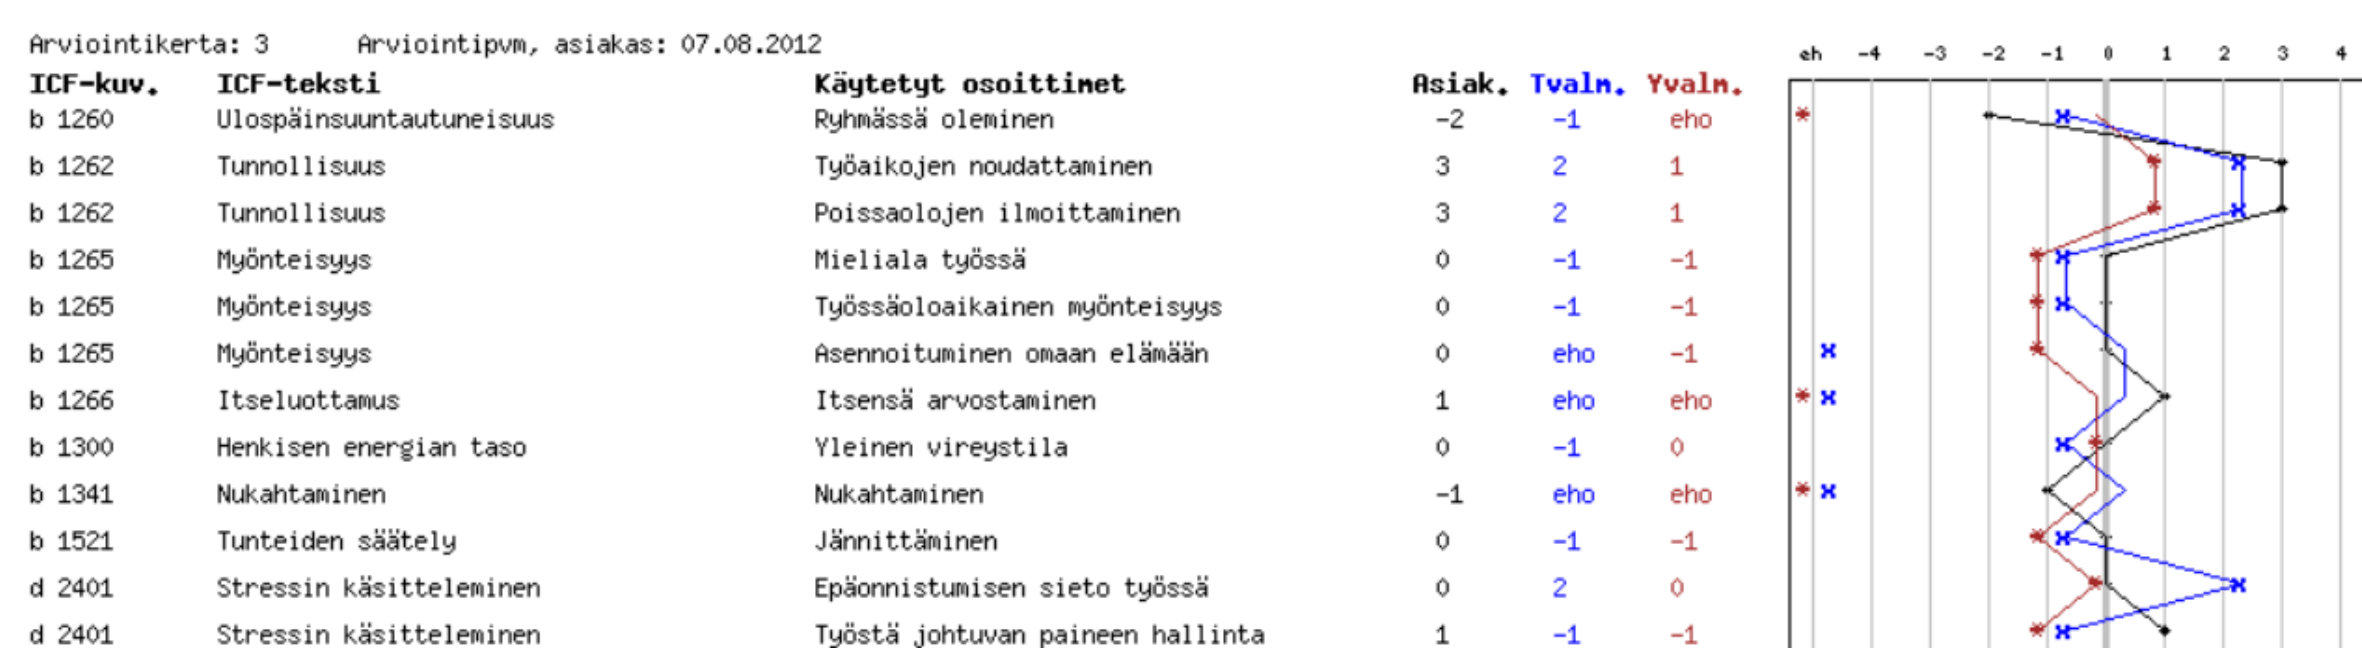 Arviointikerta: 3 Arviointipvm, asiakas: 07.08.2012
eh -4 -3 -2 -1 0 1 2 3 4
ICF-kuv. ICF-teksti Käytetyt osoittimet Asiak. Tvalm. Yvalm.
b 1260 Ulospäinsuuntautuneisuus Ryhmässä oleminen -2 -1 eho
b 1262 Tunnollisuus Työaikojen noudattaminen 3 2 1
b 1262 Tunnollisuus Poissaolojen ilmoittaminen 3 2 1
b 1265 Myönteisyys Mieliala työssä 0 -1 -1
b 1265 Myönteisyys Työssäoloaikainen myönteisyys 0 -1 -1
b 1265 Myönteisyys Asennoituminen omaan elämään 0 eho -1
b 1266 Itseluottamus Itsensä arvostaminen 1 eho eho
b 1300 Henkisen energian taso Yleinen vireystila 0 -1 0
b 1341 Nukahtaminen Nukahtaminen -1 eho eho
b 1521 Tunteiden säätely Jännittäminen 0 -1 -1
d 2401 Stressin käsitteleminen Epäonnistumisen sieto työssä 0 2 0
d 2401 Stressin käsitteleminen Työstä johtuvan paineen hallinta 1 -1 -1